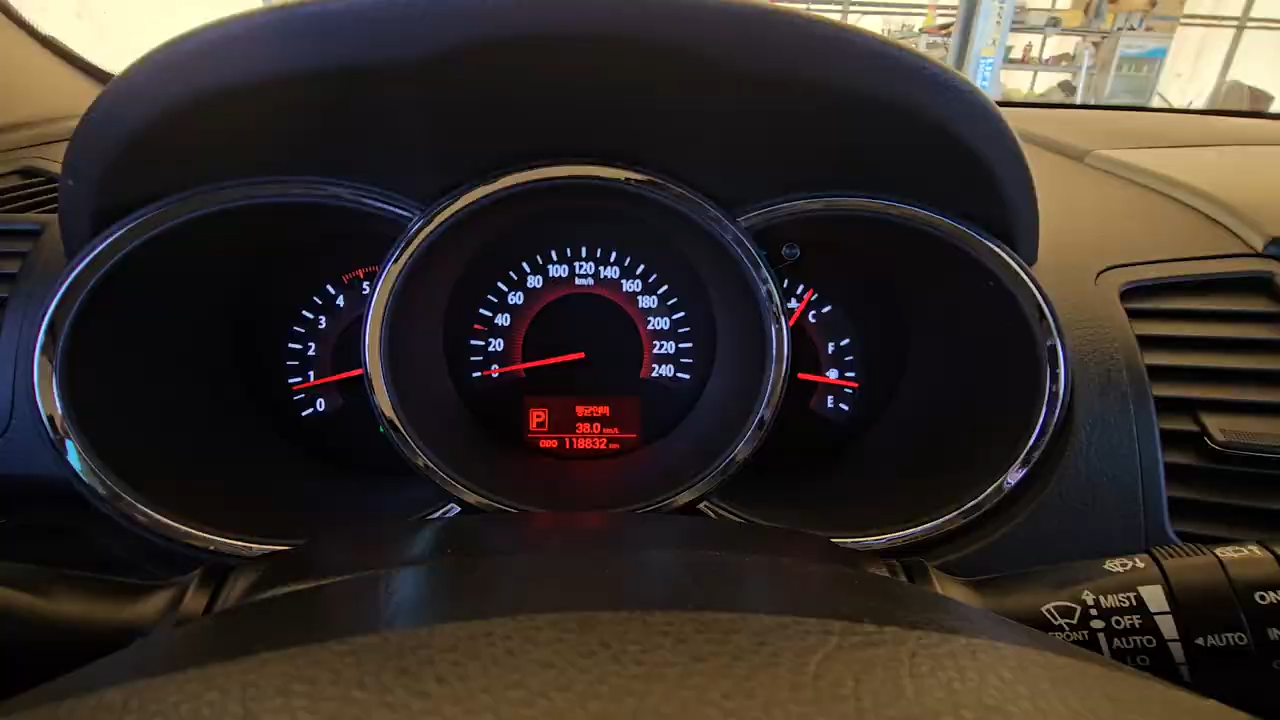 5
4
3
2
1
0
100 120 140
km/h
80 160
60 180
40 200
20 220
0 240
P 평균연비
38.0 km/L
ODO 118832 km
C
F
E
MIST
OFF
AUTO
LO
FRONT
◄AUTO